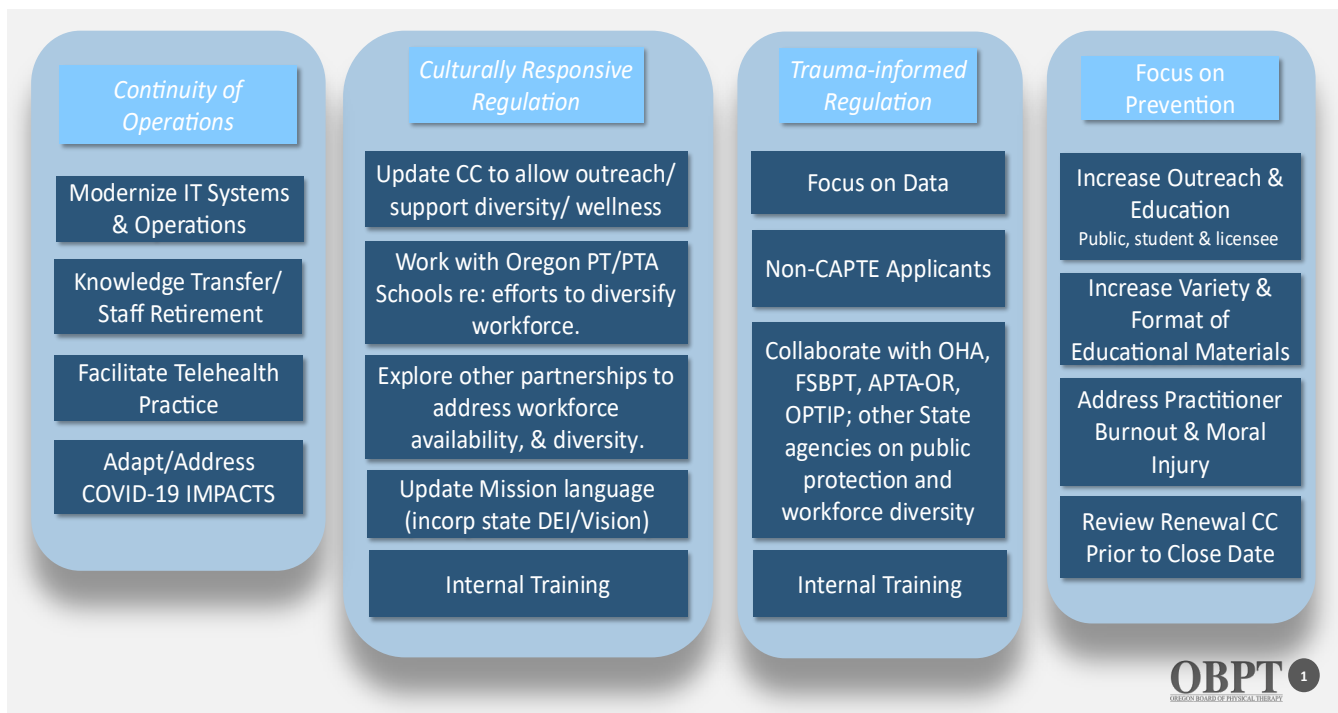 Continuity of
Operations
Modernize IT Systems
& Operations
Knowledge Transfer/
Staff Retirement
Facilitate Telehealth
Practice
Adapt/Address
COVID-19 IMPACTS
Culturally Responsive
Regulation
Update CC to allow outreach/
support diversity/ wellness
Work with Oregon PT/PTA
Schools re: efforts to diversify
workforce.
Explore other partnerships to
address workforce
availability, & diversity.
Update Mission language
(incorp state DEI/Vision)
Internal Training
Trauma-informed
Regulation
Focus on Data
Non-CAPTE Applicants
Collaborate with OHA,
FSBPT, APTA-OR,
OPTIP; other State
agencies on public
protection and
workforce diversity
Internal Training
Focus on
Prevention
Increase Outreach &
Education
Public, student & licensee
Increase Variety &
Format of
Educational Materials
Address Practitioner
Burnout & Moral
Injury
Review Renewal CC
Prior to Close Date
OBPT
OREGON BOARD OF PHYSICAL THERAPY
1